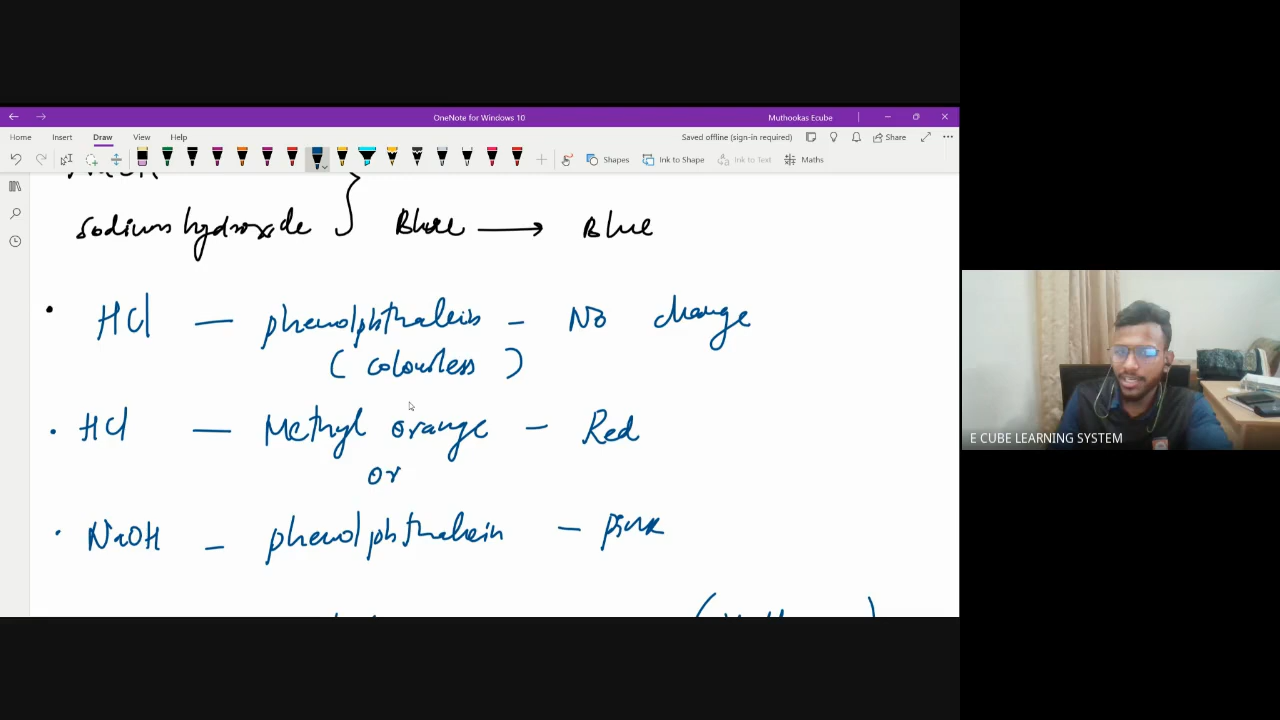 OneNote for Windows 10
Muthookas Ecube
Home Insert Draw View Help
Saved offline (sign-in required)
Share
Shapes
Ink to Shape
Ink to Text
Maths
NaOH
Sodium hydroxide } Blue → Blue
• HCl — phenolphthalein - No change
(colourless)
• HCl — Methyl orange - Red
or
• NaOH - phenolphthalein - pink
E CUBE LEARNING SYSTEM